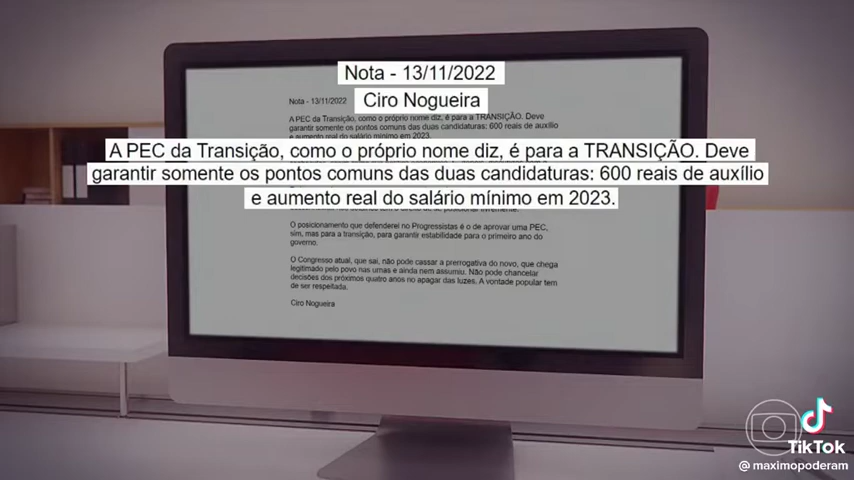 Nota - 13/11/2022
Ciro Nogueira
A PEC da Transição, como o próprio nome diz, é para a TRANSIÇÃO. Deve
garantir somente os pontos comuns das duas candidaturas: 600 reais de auxílio
e aumento real do salário mínimo em 2023.
Nota - 13/11/2022
A PEC da Transição, como o próprio nome diz, é para a TRANSIÇÃO. Deve
garantir somente os pontos comuns das duas candidaturas: 600 reais de auxílio
e aumento real do salário mínimo em 2023.
O posicionamento que defenderei no Progressistas é o de aprovar uma PEC,
sim, mas para a transição, para garantir estabilidade para o primeiro ano do
governo.
O Congresso atual, que sai, não pode cassar a prerrogativa do novo, que chega
legitimado pelo povo nas urnas e ainda nem assumiu. Não pode chancelar
decisões dos próximos quatro anos no apagar das luzes. A vontade popular tem
de ser respeitada.
Ciro Nogueira
TikTok
@maximopoderam